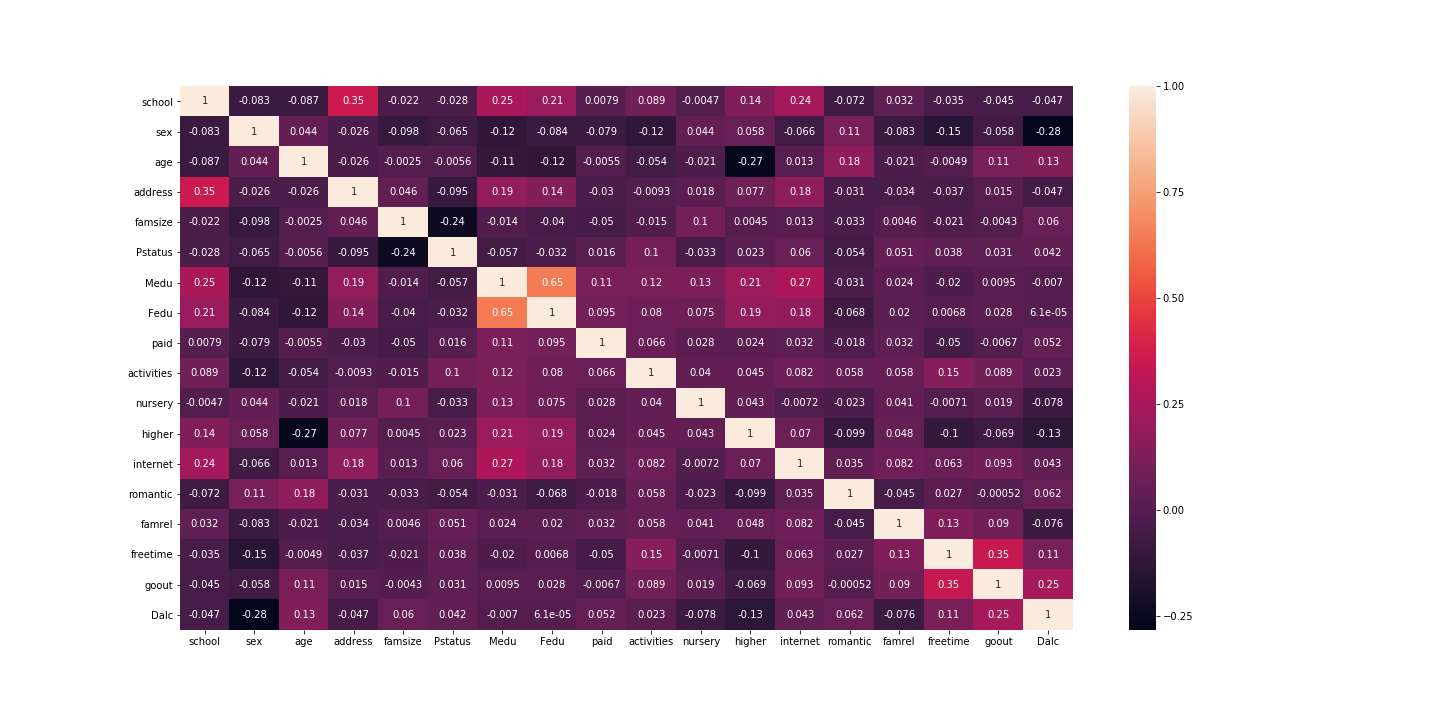 school 1 -0.083 -0.087 0.35 -0.022 -0.028 0.25 0.21 0.0079 0.089 -0.0047 0.14 0.24 -0.072 0.032 -0.035 -0.045 -0.047
sex -0.083 1 0.044 -0.026 -0.098 -0.065 -0.12 -0.084 -0.079 -0.12 0.044 0.058 -0.066 0.11 -0.083 -0.15 -0.058 -0.28
age -0.087 0.044 1 -0.026 -0.0025 -0.0056 -0.11 -0.12 -0.0055 -0.054 -0.021 -0.27 0.013 0.18 -0.021 -0.0049 0.11 0.13
address 0.35 -0.026 -0.026 1 0.046 -0.095 0.19 0.14 -0.03 -0.0093 0.018 0.077 0.18 -0.031 -0.034 -0.037 0.015 -0.047
famsize -0.022 -0.098 -0.0025 0.046 1 -0.24 -0.014 -0.04 -0.05 -0.015 0.1 0.0045 0.013 -0.033 0.0046 -0.021 -0.0043 0.06
Pstatus -0.028 -0.065 -0.0056 -0.095 -0.24 1 -0.057 -0.032 0.016 0.1 -0.033 0.023 0.06 -0.054 0.051 0.038 0.031 0.042
Medu 0.25 -0.12 -0.11 0.19 -0.014 -0.057 1 0.65 0.11 0.12 0.13 0.21 0.27 -0.031 0.024 -0.02 0.0095 -0.007
Fedu 0.21 -0.084 -0.12 0.14 -0.04 -0.032 0.65 1 0.095 0.08 0.075 0.19 0.18 -0.068 0.02 0.0068 0.028 6.1e-05
paid 0.0079 -0.079 -0.0055 -0.03 -0.05 0.016 0.11 0.095 1 0.066 0.028 0.024 0.032 -0.018 0.032 -0.05 -0.0067 0.052
activities 0.089 -0.12 -0.054 -0.0093 -0.015 0.1 0.12 0.08 0.066 1 0.04 0.045 0.082 0.058 0.058 0.15 0.089 0.023
nursery -0.0047 0.044 -0.021 0.018 0.1 -0.033 0.13 0.075 0.028 0.04 1 0.043 -0.0072 -0.023 0.041 -0.0071 0.019 -0.078
higher 0.14 0.058 -0.27 0.077 0.0045 0.023 0.21 0.19 0.024 0.045 0.043 1 0.07 -0.099 0.048 -0.1 -0.069 -0.13
internet 0.24 -0.066 0.013 0.18 0.013 0.06 0.27 0.18 0.032 0.082 -0.0072 0.07 1 0.035 0.082 0.063 0.093 0.043
romantic -0.072 0.11 0.18 -0.031 -0.033 -0.054 -0.031 -0.068 -0.018 0.058 -0.023 -0.099 0.035 1 -0.045 0.027 -0.00052 0.062
famrel 0.032 -0.083 -0.021 -0.034 0.0046 0.051 0.024 0.02 0.032 0.058 0.041 0.048 0.082 -0.045 1 0.13 0.09 -0.076
freetime -0.035 -0.15 -0.0049 -0.037 -0.021 0.038 -0.02 0.0068 -0.05 0.15 -0.0071 -0.1 0.063 0.027 0.13 1 0.35 0.11
goout -0.045 -0.058 0.11 0.015 -0.0043 0.031 0.0095 0.028 -0.0067 0.089 0.019 -0.069 0.093 -0.00052 0.09 0.35 1 0.25
Dalc -0.047 -0.28 0.13 -0.047 0.06 0.042 -0.007 6.1e-05 0.052 0.023 -0.078 -0.13 0.043 0.062 -0.076 0.11 0.25 1
school sex age address famsize Pstatus Medu Fedu paid activities nursery higher internet romantic famrel freetime goout Dalc
1.00
0.75
0.50
0.25
0.00
−0.25